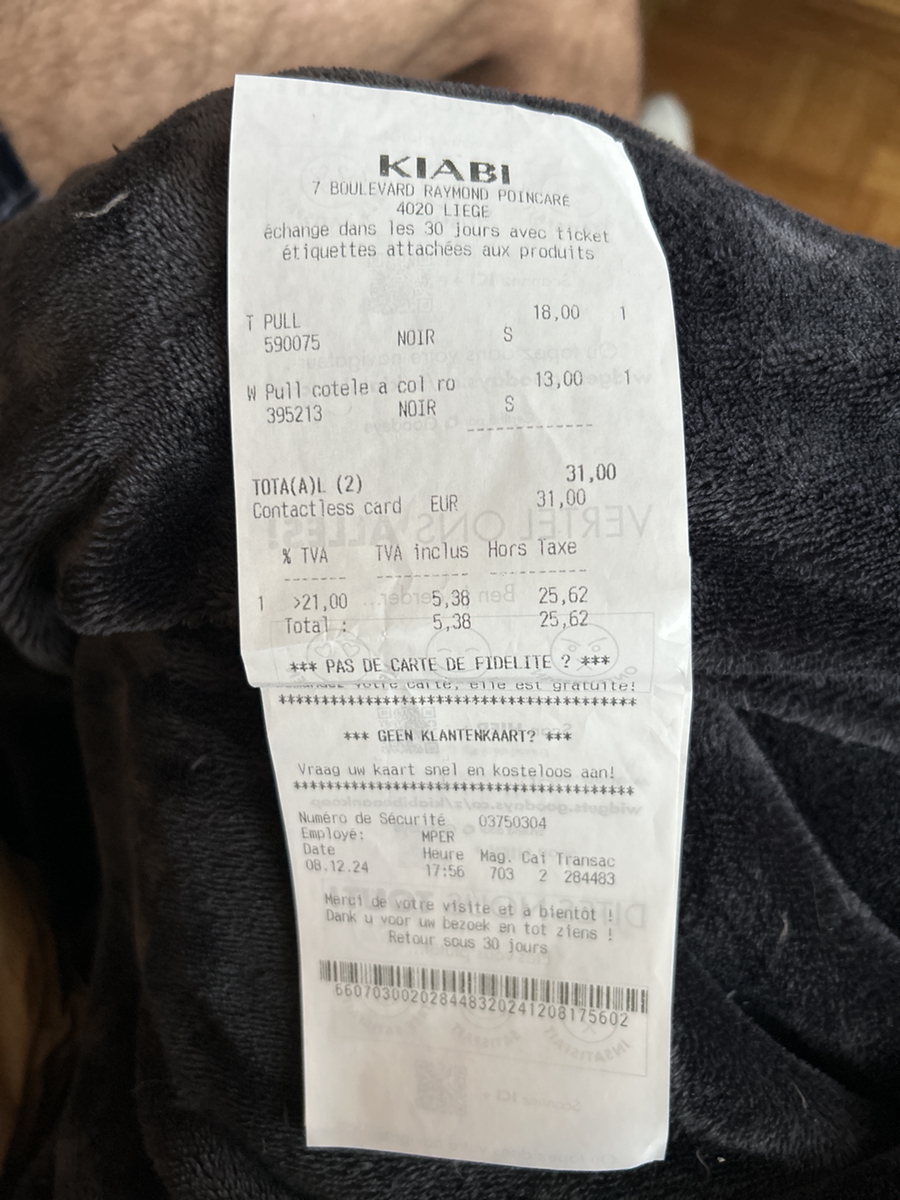 KIABI
7 BOULEVARD RAYMOND POINCARÉ
4020 LIEGE
échange dans les 30 jours avec ticket
étiquettes attachées aux produits
T PULL 18,00 1
590075 NOIR S
W Pull cotele a col ro 13,00 1
395213 NOIR S
TOTA(A)L (2) 31,00
Contactless card EUR 31,00
% TVA TVA inclus Hors Taxe
1 >21,00 5,38 25,62
Total : 5,38 25,62
*** PAS DE CARTE DE FIDELITE ? ***
votre carte, elle est gratuite!
****************************************
*** GEEN KLANTENKAART? ***
Vraag uw kaart snel en kosteloos aan!
****************************************
Numéro de Sécurité 03750304
Employé: MPER
Date Heure Mag. Cai Transac
08.12.24 17:56 703 2 284483
Merci de votre visite et à bientôt !
Dank u voor uw bezoek en tot ziens !
Retour sous 30 jours
660703002028448320241208175602